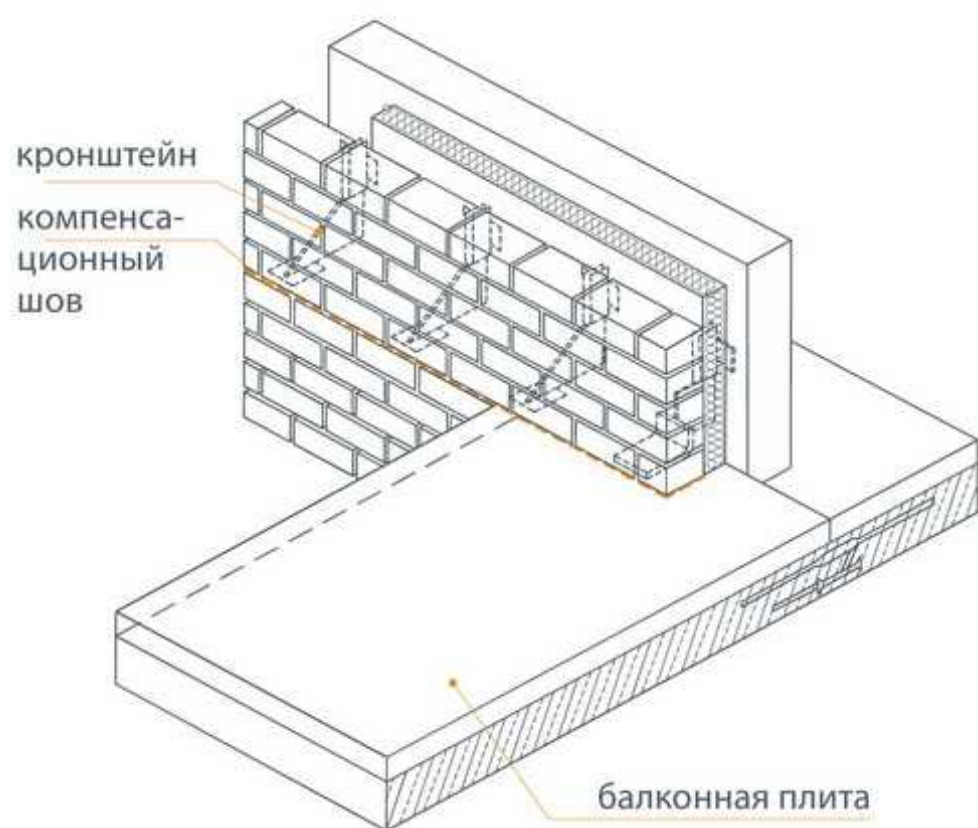 кронштейн
компенса-
ционный
шов
балконная плита